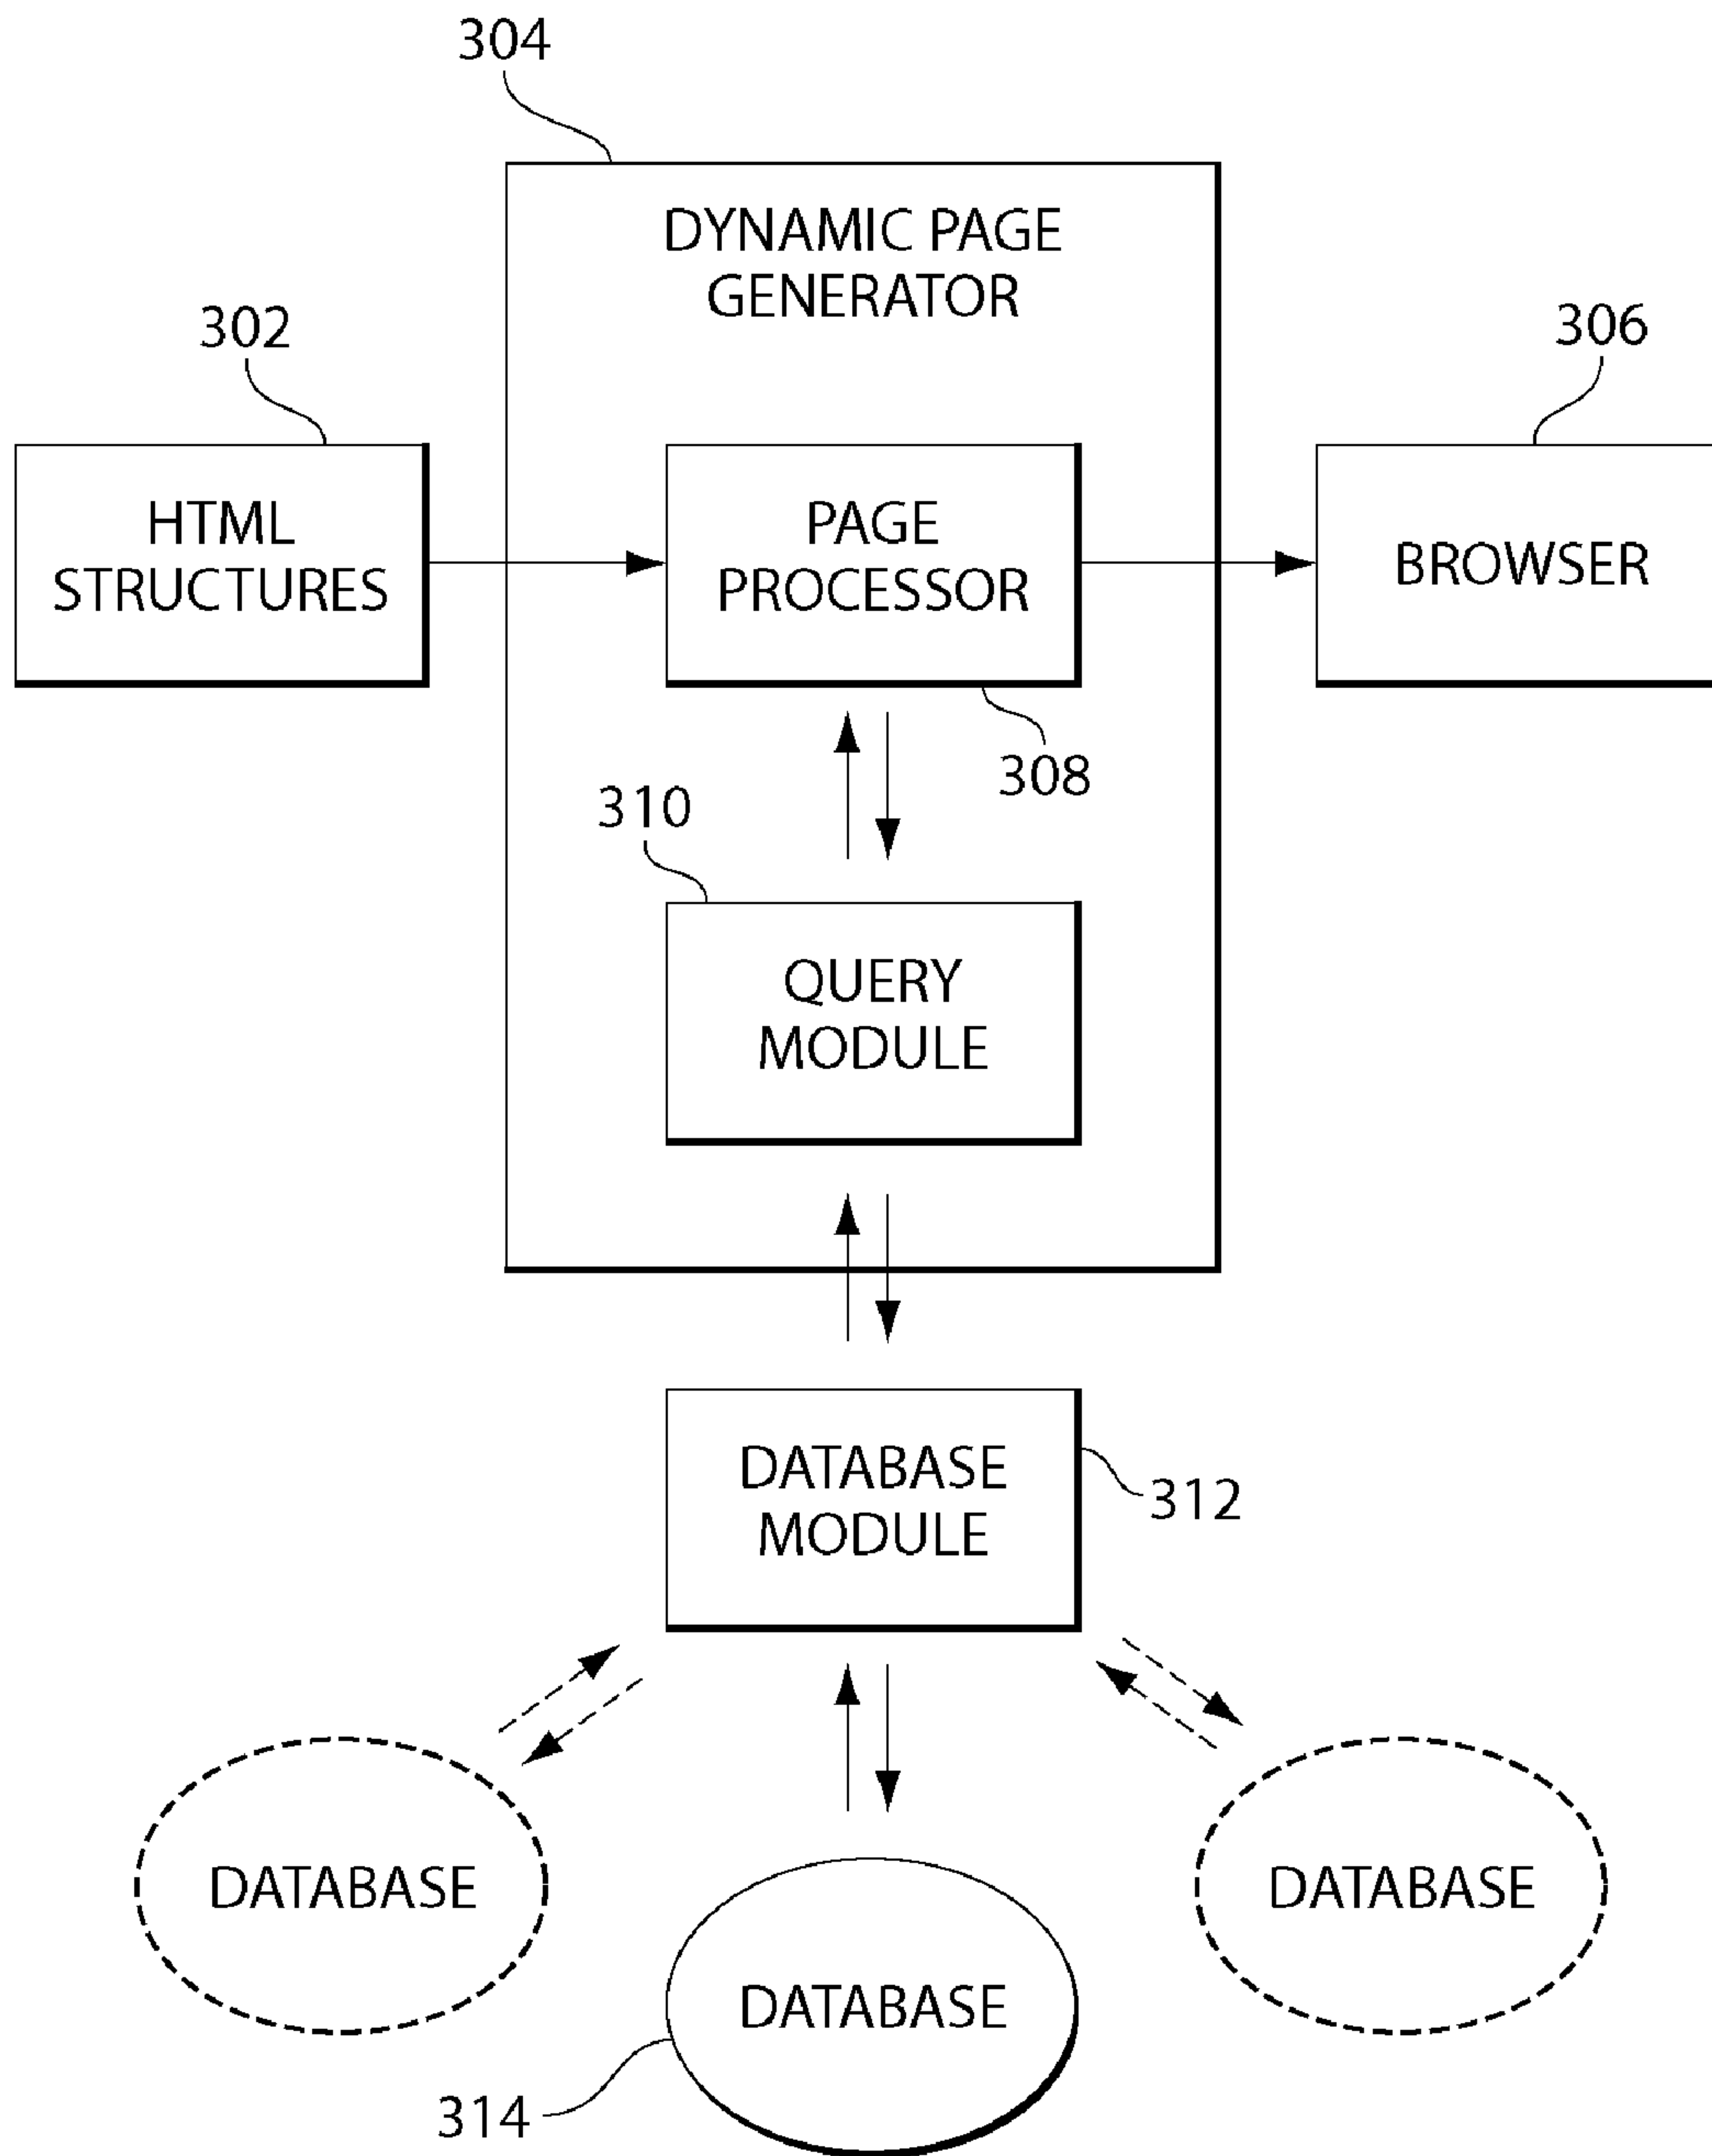 304
DYNAMIC PAGE
GENERATOR
302
306
HTML
STRUCTURES
PAGE
PROCESSOR
BROWSER
308
310
QUERY
MODULE
DATABASE
MODULE
312
DATABASE
DATABASE
DATABASE
314